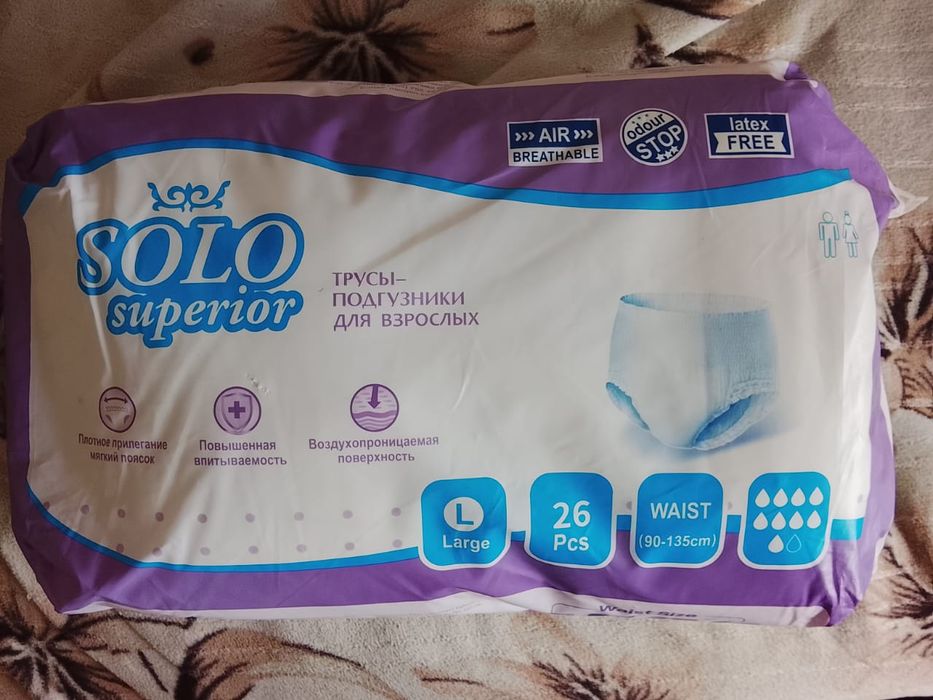 »»» AIR »»»
BREATHABLE
odour
STOP
latex
FREE
SOLO
superior
ТРУСЫ-
ПОДГУЗНИКИ
ДЛЯ ВЗРОСЛЫХ
Плотное прилегание
мягкий поясок
Повышенная
впитываемость
Воздухопроницаемая
поверхность
L
Large
26
Pcs
WAIST
(90-135cm)
Waist Size